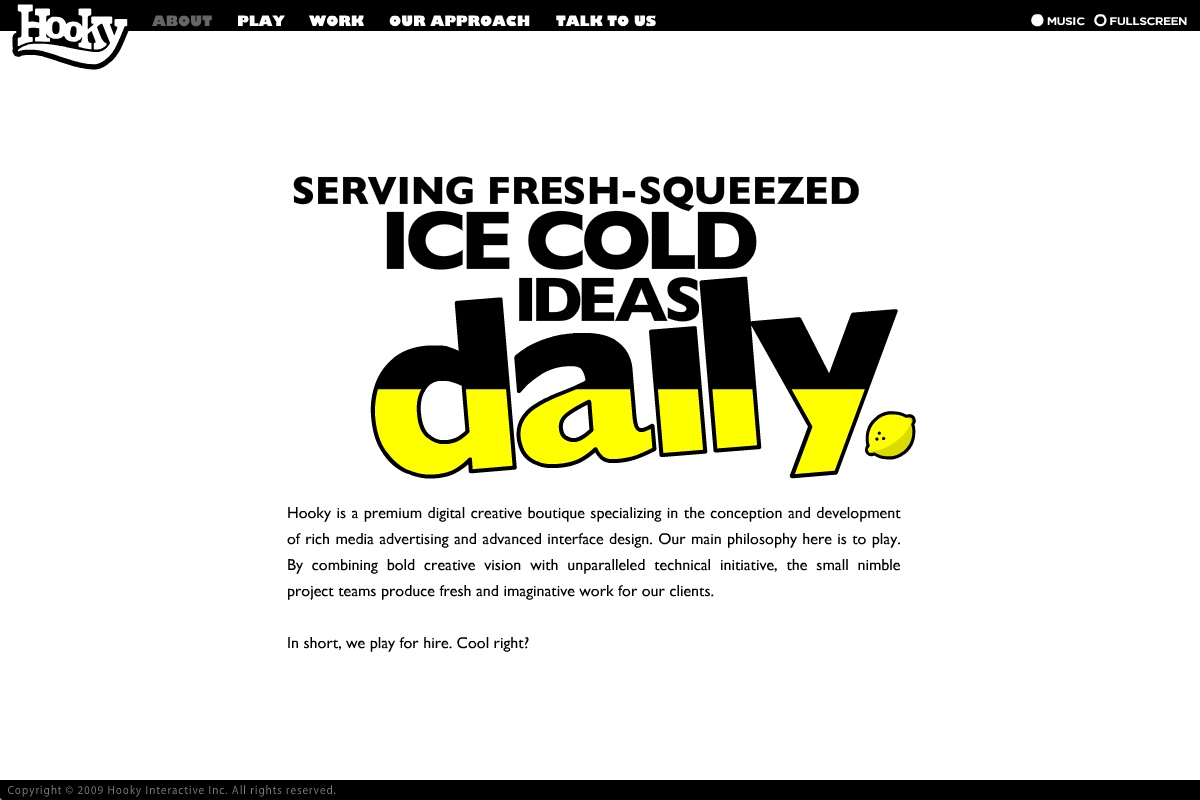 Hooky
ABOUT PLAY WORK OUR APPROACH TALK TO US
MUSIC FULLSCREEN
SERVING FRESH-SQUEEZED
ICE COLD
IDEAS
daily.
Hooky is a premium digital creative boutique specializing in the conception and development
of rich media advertising and advanced interface design. Our main philosophy here is to play.
By combining bold creative vision with unparalleled technical initiative, the small nimble
project teams produce fresh and imaginative work for our clients.
In short, we play for hire. Cool right?
Copyright © 2009 Hooky Interactive Inc. All rights reserved.